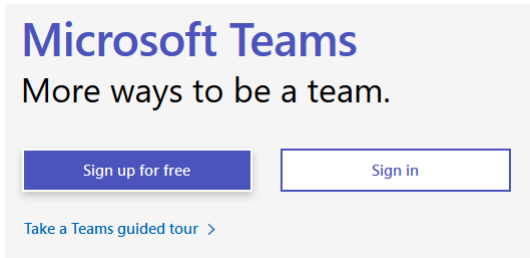 Microsoft Teams
More ways to be a team.
Sign up for free
Sign in
Take a Teams guided tour >